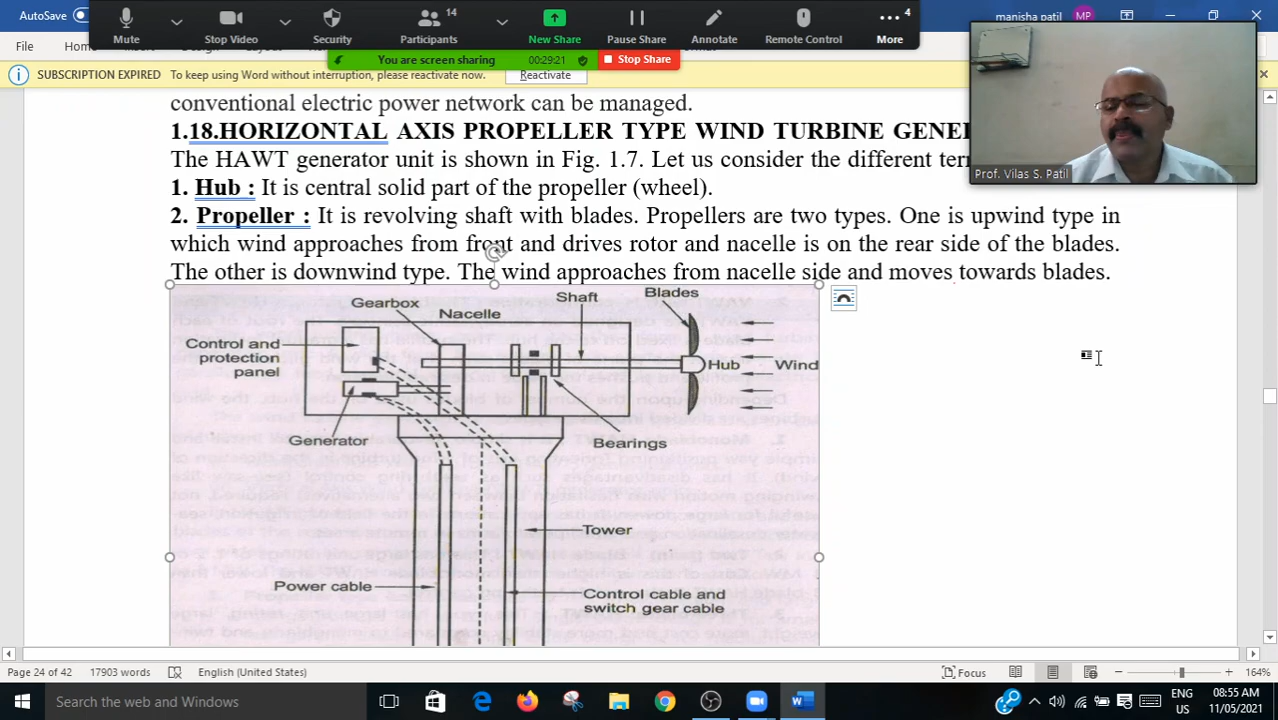 AutoSave
manisha patil MP
14
4
Mute Stop Video Security Participants New Share Pause Share Annotate Remote Control More
File Home
You are screen sharing 00:29:21 Stop Share
SUBSCRIPTION EXPIRED To keep using Word without interruption, please reactivate now. Reactivate
conventional electric power network can be managed.
1.18.HORIZONTAL AXIS PROPELLER TYPE WIND TURBINE GENE
The HAWT generator unit is shown in Fig. 1.7. Let us consider the different ter
Prof. Vilas S. Patil
1. Hub : It is central solid part of the propeller (wheel).
2. Propeller : It is revolving shaft with blades. Propellers are two types. One is upwind type in
which wind approaches from front and drives rotor and nacelle is on the rear side of the blades.
The other is downwind type. The wind approaches from nacelle side and moves towards blades.
Gearbox
Nacelle
Shaft
Blades
Control and
protection
panel
Hub
Wind
Generator
Bearings
Tower
Power cable
Control cable and
switch gear cable
Page 24 of 42 17903 words English (United States) Focus 164%
Search the web and Windows
ENG
US
08:55 AM
11/05/2021